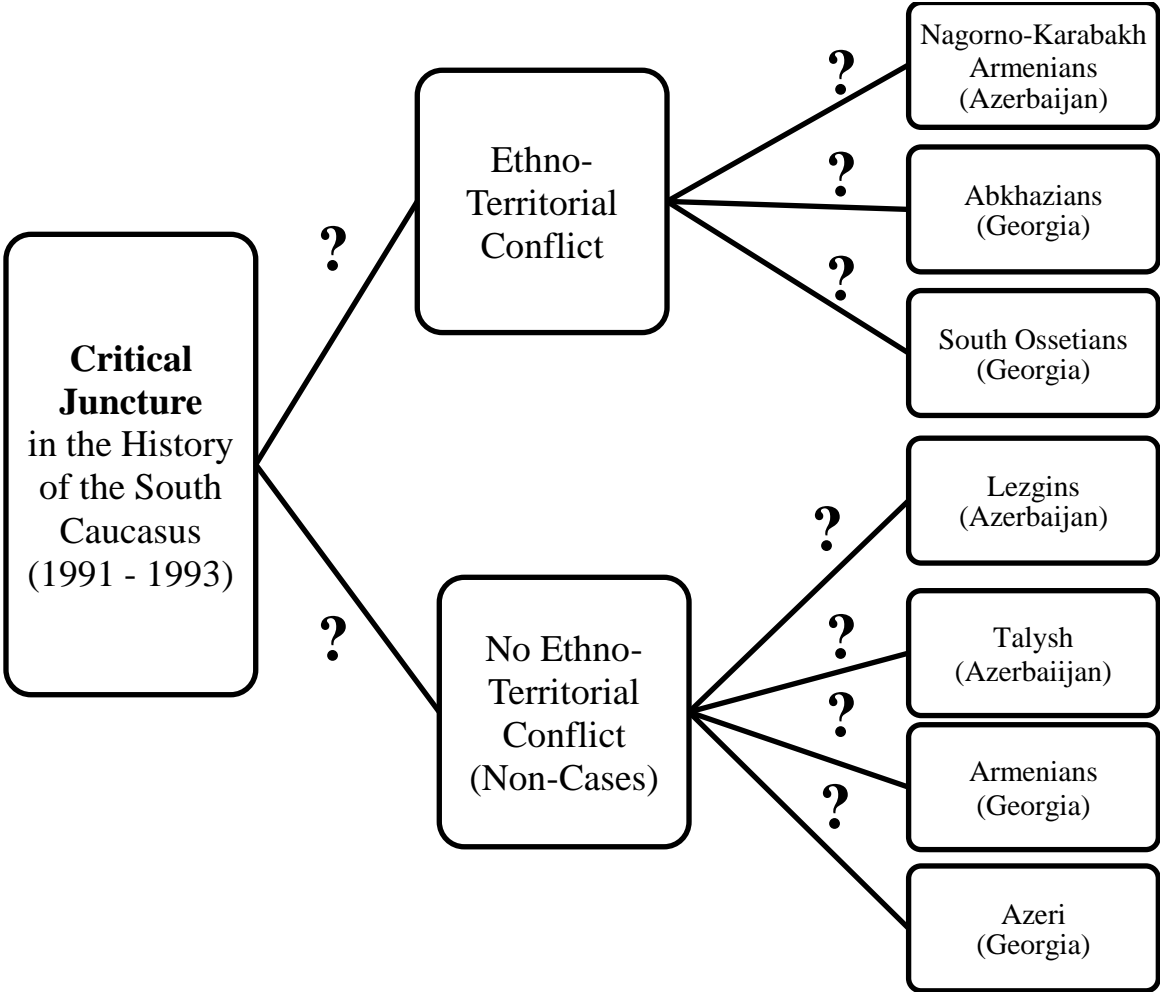 Critical
Juncture
in the History
of the South
Caucasus
(1991 - 1993)
?
?
Ethno-
Territorial
Conflict
?
?
?
Nagorno-Karabakh
Armenians
(Azerbaijan)
Abkhazians
(Georgia)
South Ossetians
(Georgia)
No Ethno-
Territorial
Conflict
(Non-Cases)
?
?
?
?
Lezgins
(Azerbaijan)
Talysh
(Azerbaiijan)
Armenians
(Georgia)
Azeri
(Georgia)